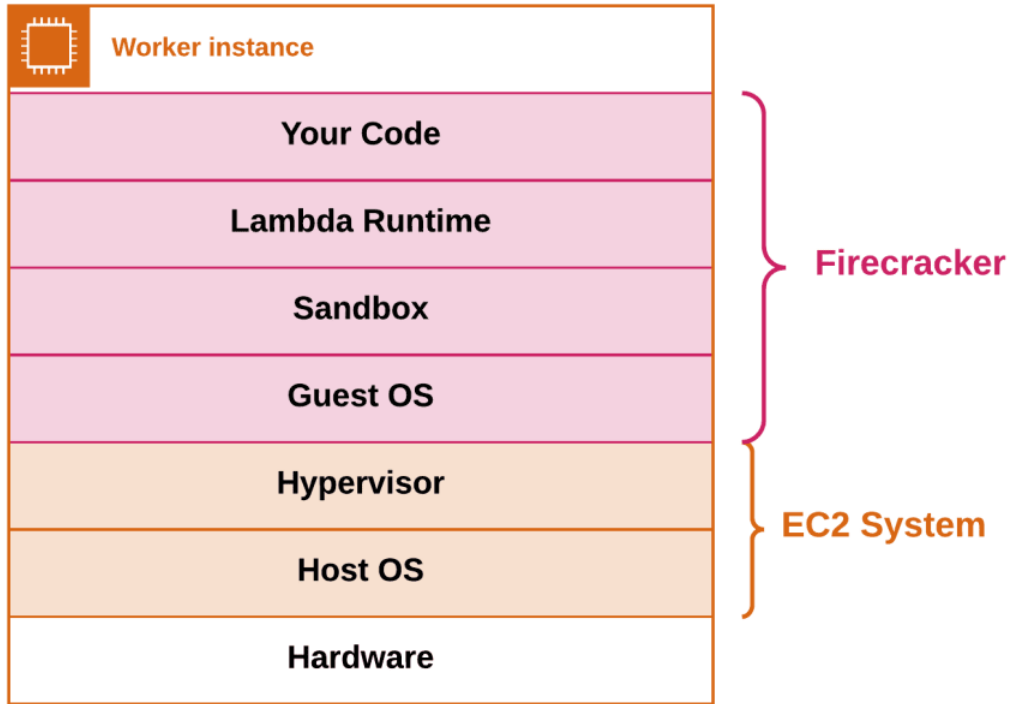 Worker instance
Your Code
Lambda Runtime
Sandbox
Guest OS
Firecracker
Hypervisor
Host OS
EC2 System
Hardware